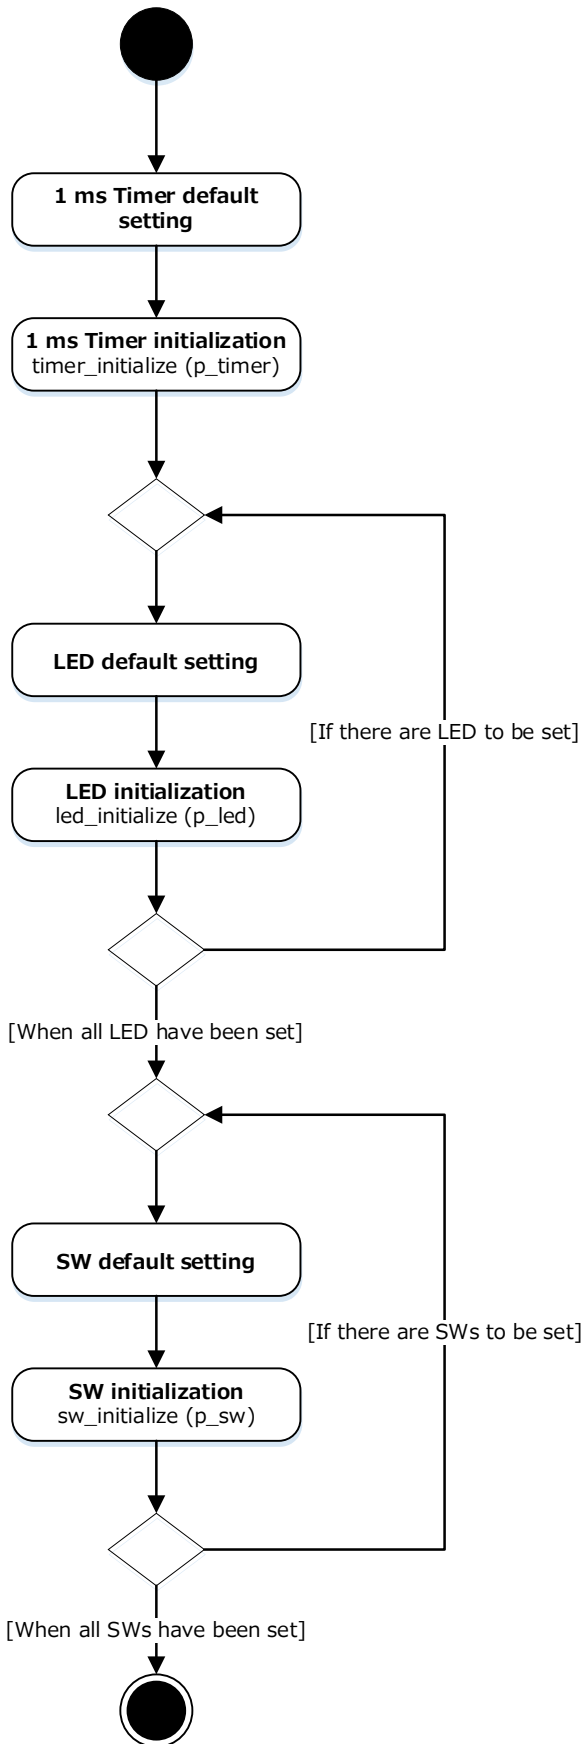 1 ms Timer default
setting
1 ms Timer initialization
timer_initialize (p_timer)
LED default setting
[If there are LED to be set]
LED initialization
led_initialize (p_led)
[When all LED have been set]
SW default setting
[If there are SWs to be set]
SW initialization
sw_initialize (p_sw)
[When all SWs have been set]